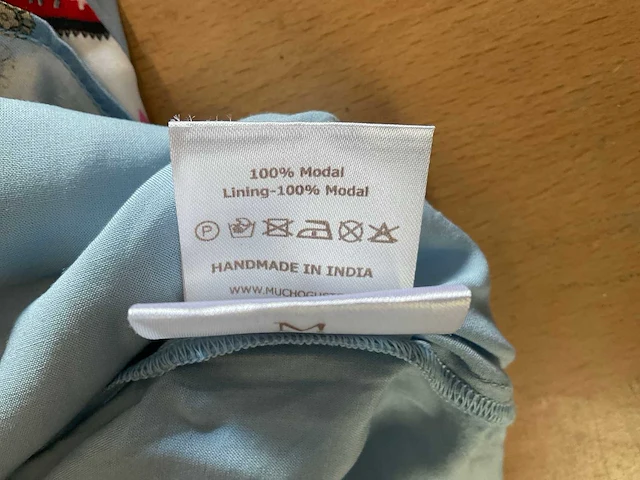 100% Modal
Lining-100% Modal
P
HANDMADE IN INDIA
M